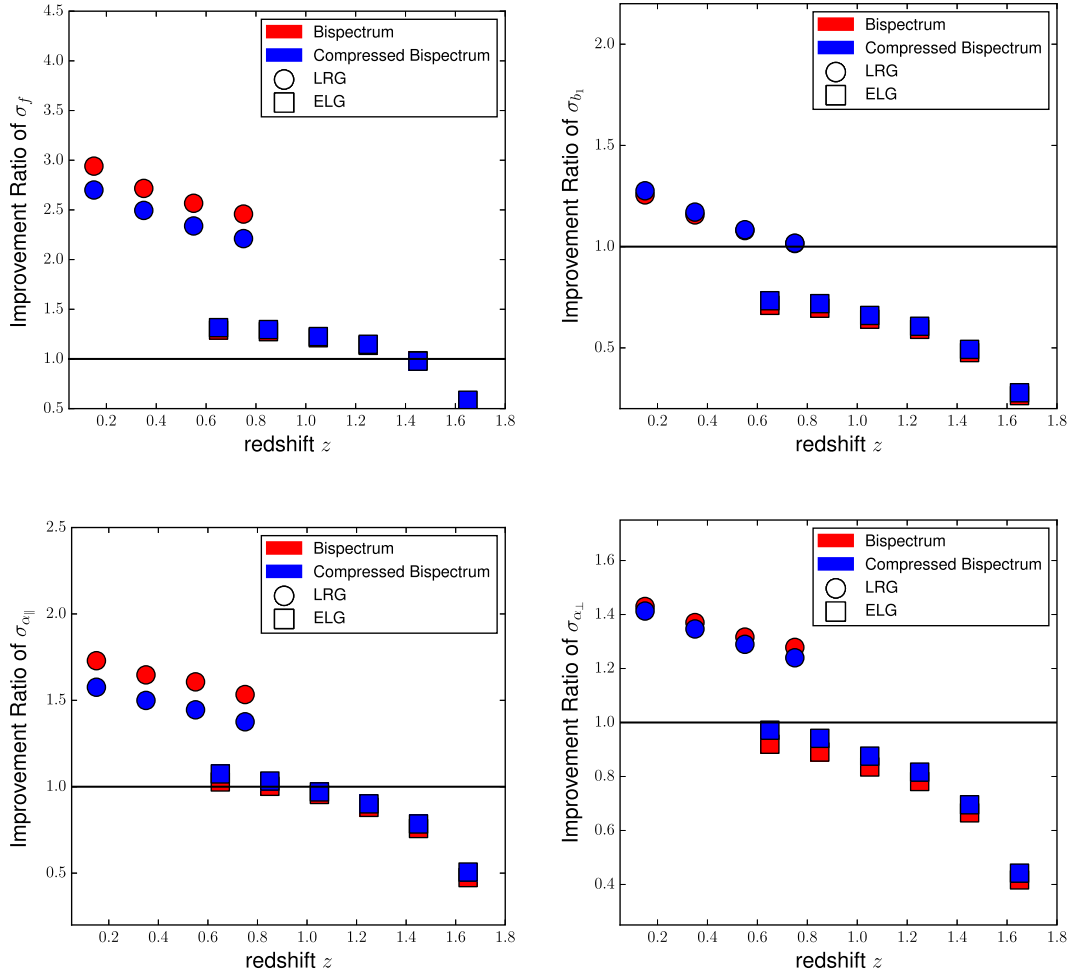 Improvement Ratio of σ_f
4.5
4.0
3.5
3.0
2.5
2.0
1.5
1.0
0.5
Bispectrum
Compressed Bispectrum
LRG
ELG
0.2 0.4 0.6 0.8 1.0 1.2 1.4 1.6 1.8
redshift z
Improvement Ratio of σ_{b_1}
2.0
1.5
1.0
0.5
Bispectrum
Compressed Bispectrum
LRG
ELG
0.2 0.4 0.6 0.8 1.0 1.2 1.4 1.6 1.8
redshift z
Improvement Ratio of σ_{α_∥}
2.5
2.0
1.5
1.0
0.5
Bispectrum
Compressed Bispectrum
LRG
ELG
0.2 0.4 0.6 0.8 1.0 1.2 1.4 1.6 1.8
redshift z
Improvement Ratio of σ_{α_⊥}
1.6
1.4
1.2
1.0
0.8
0.6
0.4
Bispectrum
Compressed Bispectrum
LRG
ELG
0.2 0.4 0.6 0.8 1.0 1.2 1.4 1.6 1.8
redshift z